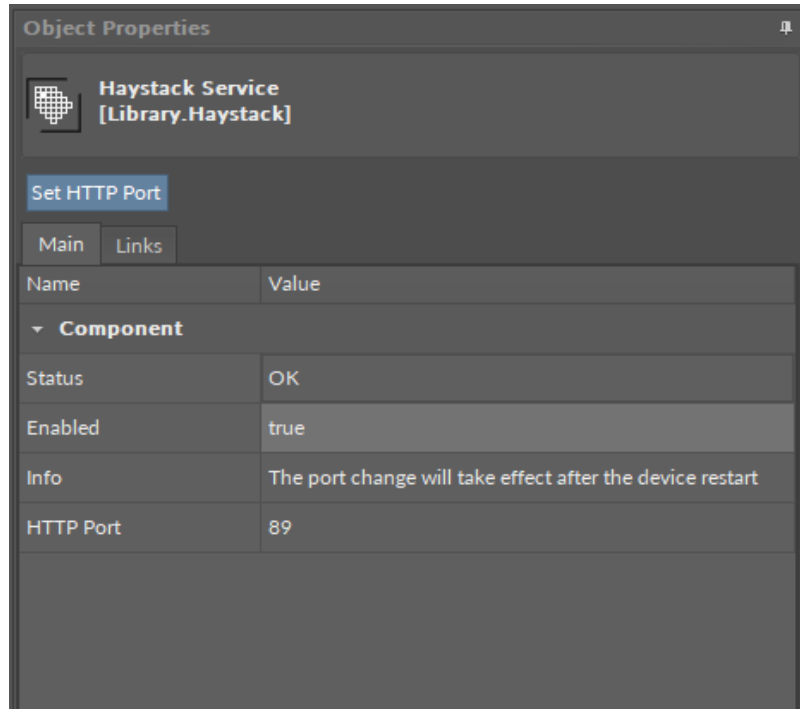 Object Properties
Haystack Service
[Library.Haystack]
Set HTTP Port
Main Links
Name Value
Component
Status OK
Enabled true
Info The port change will take effect after the device restart
HTTP Port 89